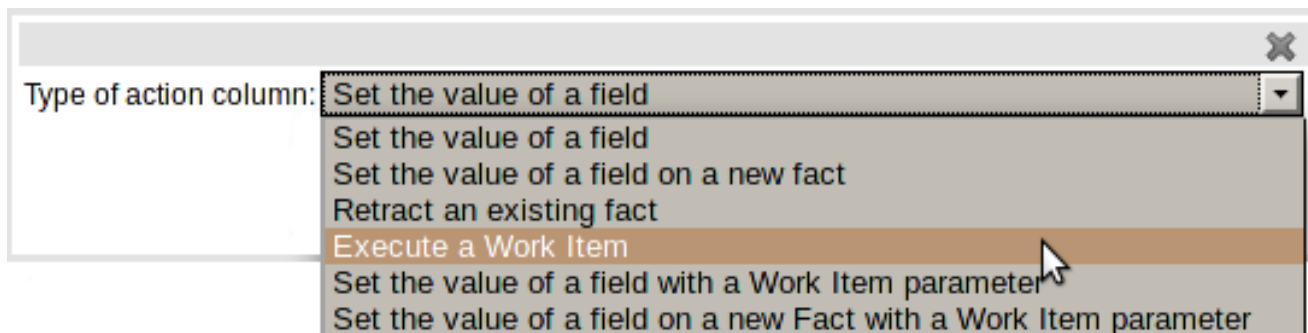 Type of action column: Set the value of a field
Set the value of a field
Set the value of a field on a new fact
Retract an existing fact
Execute a Work Item
Set the value of a field with a Work Item parameter
Set the value of a field on a new Fact with a Work Item parameter